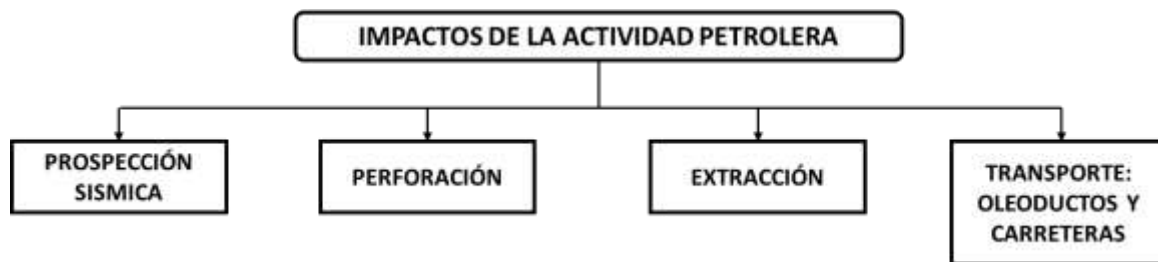 IMPACTOS DE LA ACTIVIDAD PETROLERA
PROSPECCIÓN
SISMICA
PERFORACIÓN
EXTRACCIÓN
TRANSPORTE:
OLEODUCTOS Y
CARRETERAS